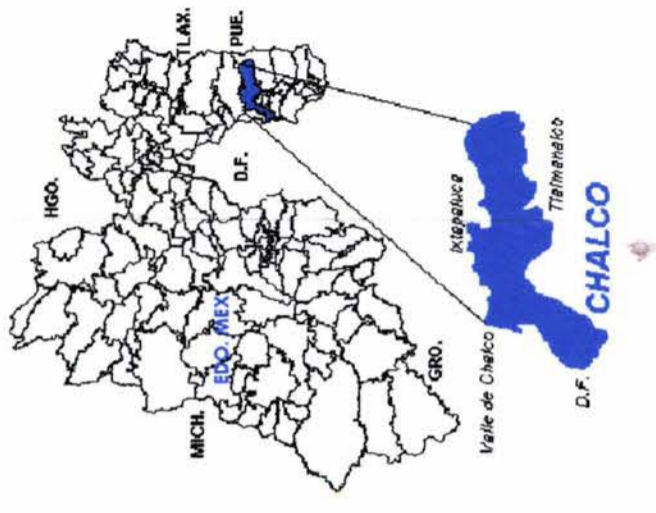 HGO.
TLAX.
PUE.
D.F.
EDO. MEX
MICH.
GRO.
Valle de Chalco
Ixtapaluca
Tlalmanalco
D.F.
CHALCO